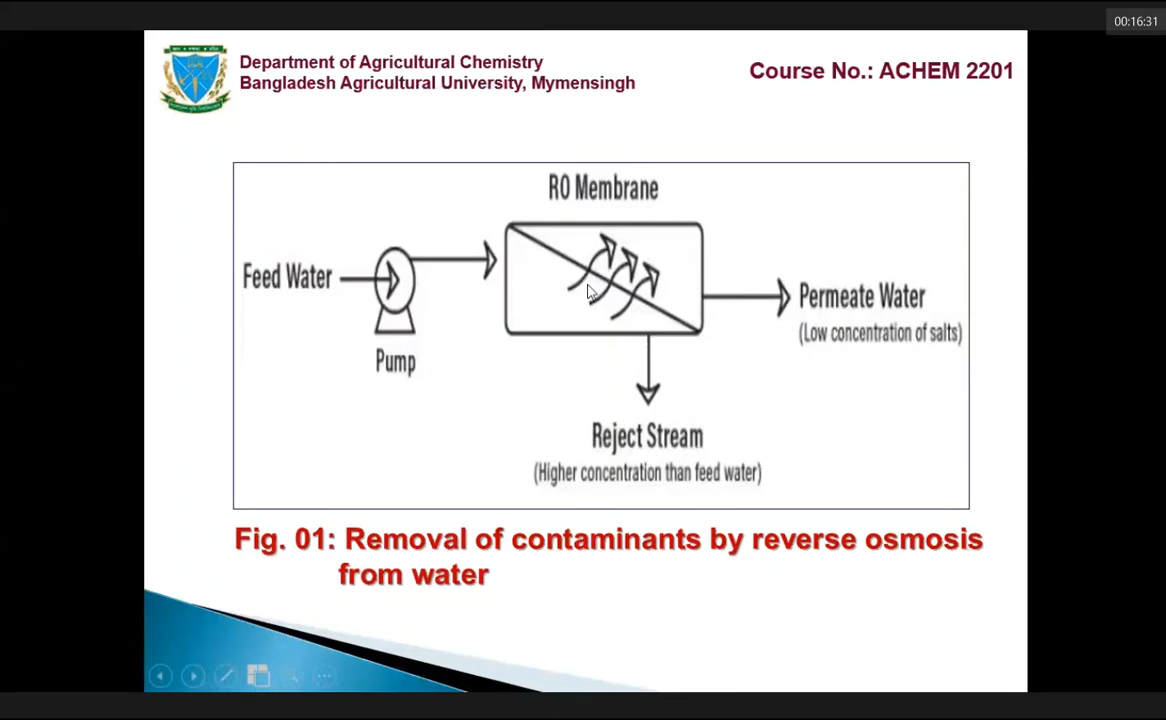 00:16:31
Department of Agricultural Chemistry
Bangladesh Agricultural University, Mymensingh
Course No.: ACHEM 2201
RO Membrane
Feed Water
Pump
Permeate Water
(Low concentration of salts)
Reject Stream
(Higher concentration than feed water)
Fig. 01: Removal of contaminants by reverse osmosis
from water